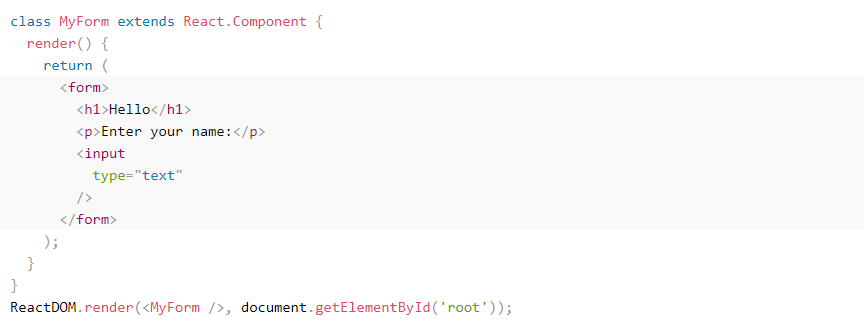 class MyForm extends React.Component {
  render() {
    return (
      <form>
        <h1>Hello</h1>
        <p>Enter your name:</p>
        <input
          type="text"
        />
      </form>
    );
  }
}
ReactDOM.render(<MyForm />, document.getElementById('root'));